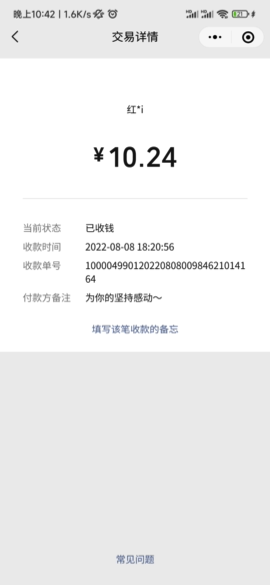 晚上10:42 | 1.6K/s
交易详情
红*i
¥10.24
当前状态 已收钱
收款时间 2022-08-08 18:20:56
收款单号 100004990120220808009846210141
64
付款方备注 为你的坚持感动～
填写该笔收款的备忘
常见问题